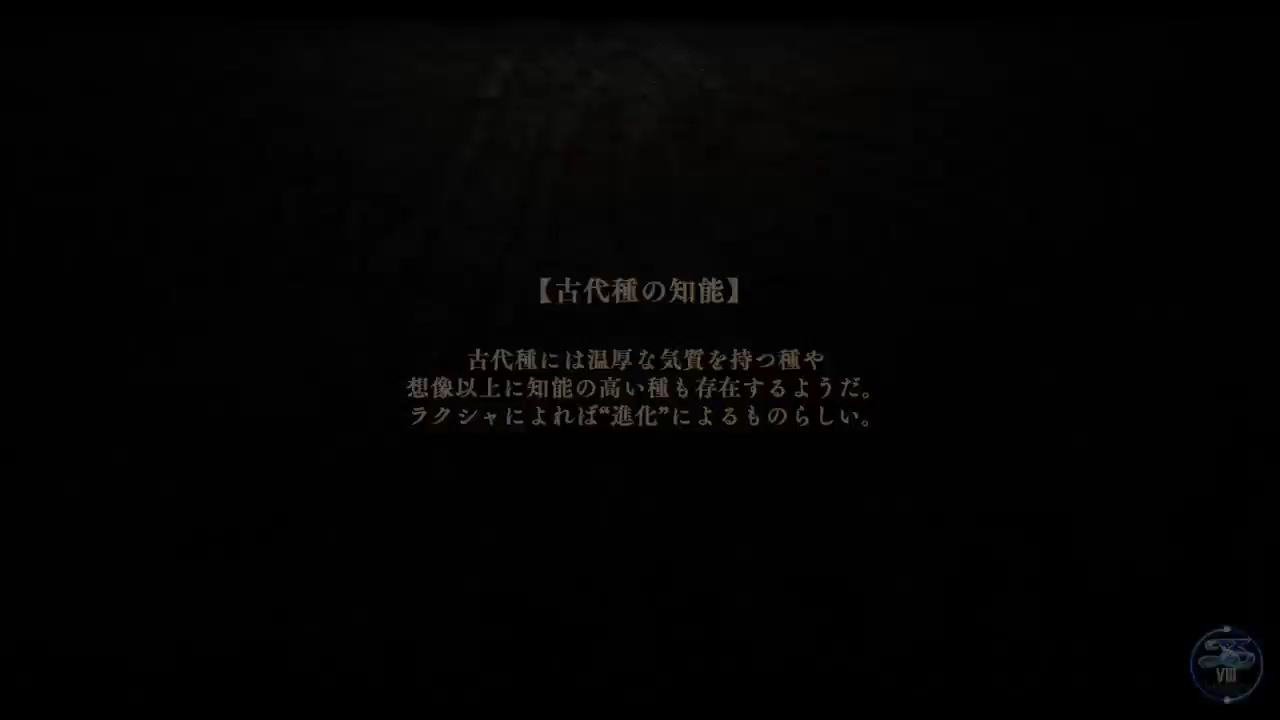 【古代種の知能】
古代種には温厚な気質を持つ種や
想像以上に知能の高い種も存在するようだ。
ラクシャによれば“進化”によるものらしい。
VIII